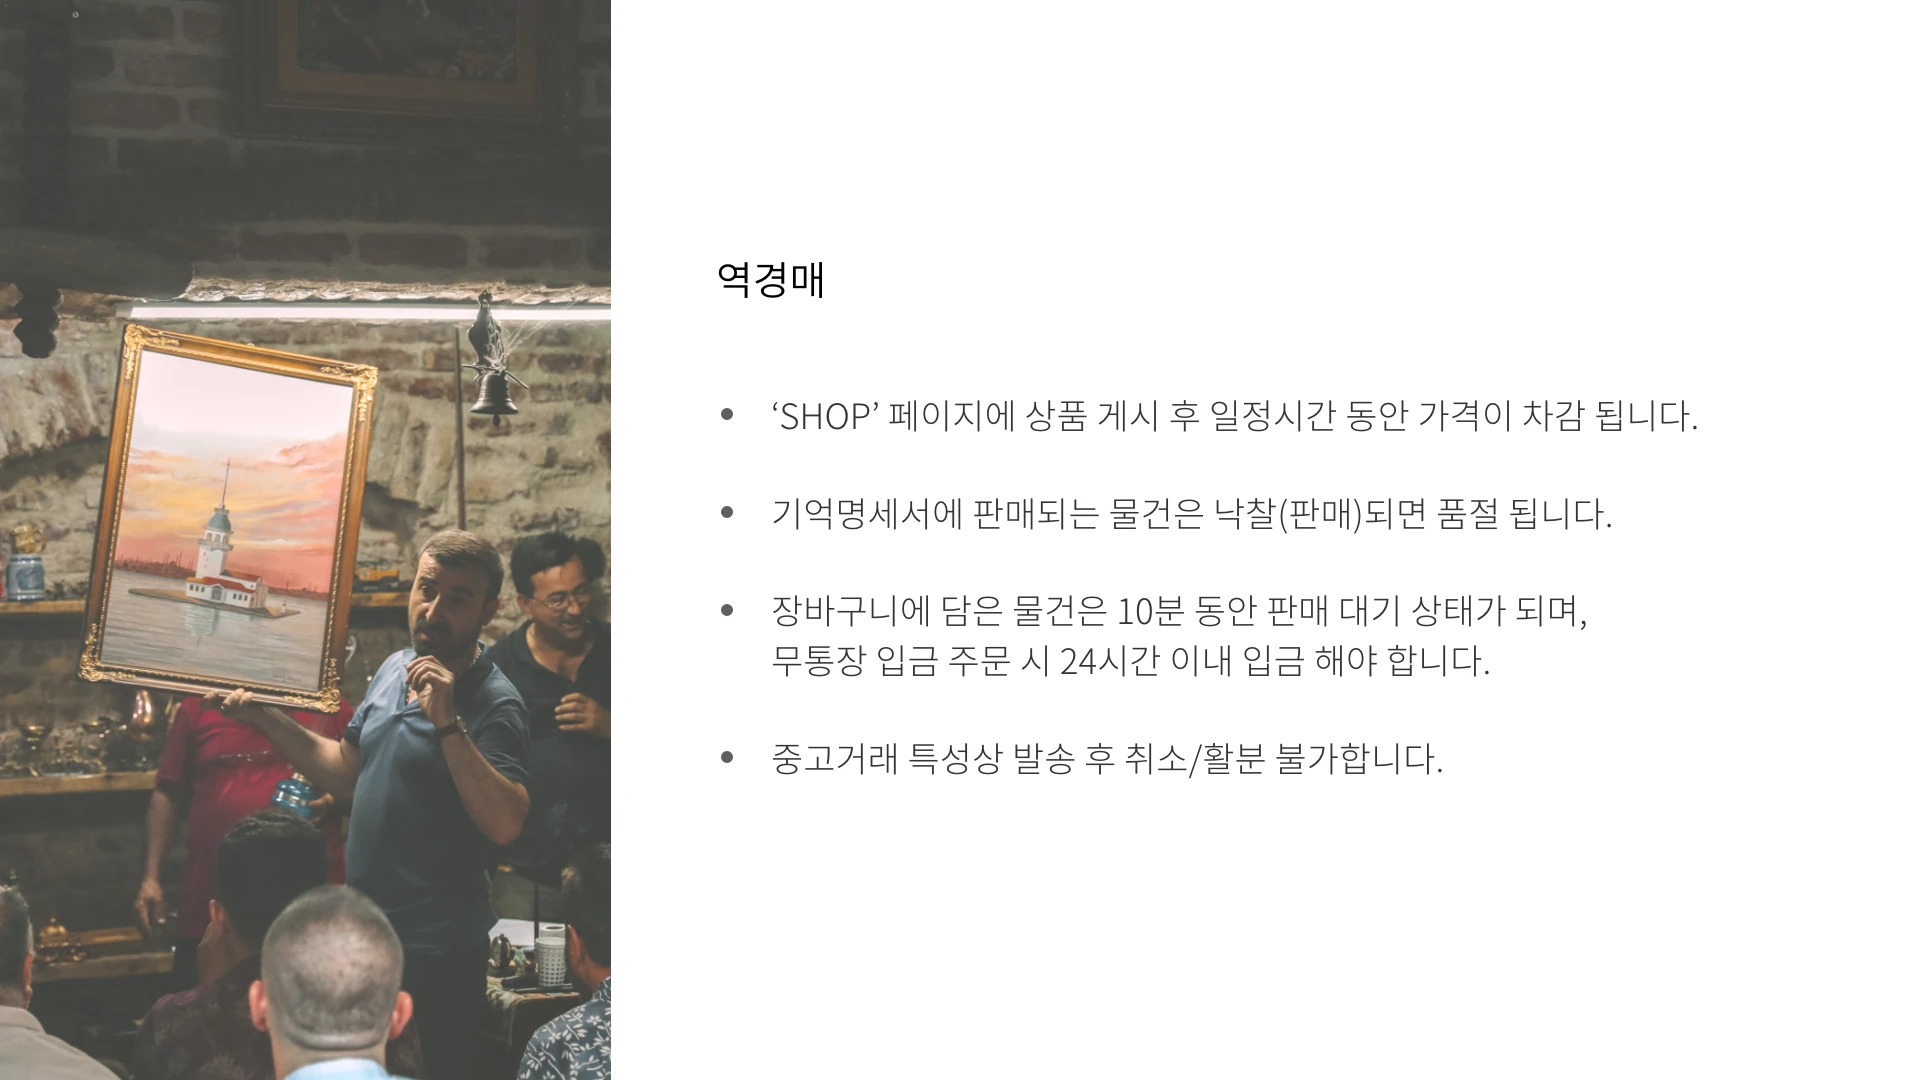 역경매
• ‘SHOP’ 페이지에 상품 게시 후 일정시간 동안 가격이 차감 됩니다.
• 기억명세서에 판매되는 물건은 낙찰(판매)되면 품절 됩니다.
• 장바구니에 담은 물건은 10분 동안 판매 대기 상태가 되며,
무통장 입금 주문 시 24시간 이내 입금 해야 합니다.
• 중고거래 특성상 발송 후 취소/활분 불가합니다.